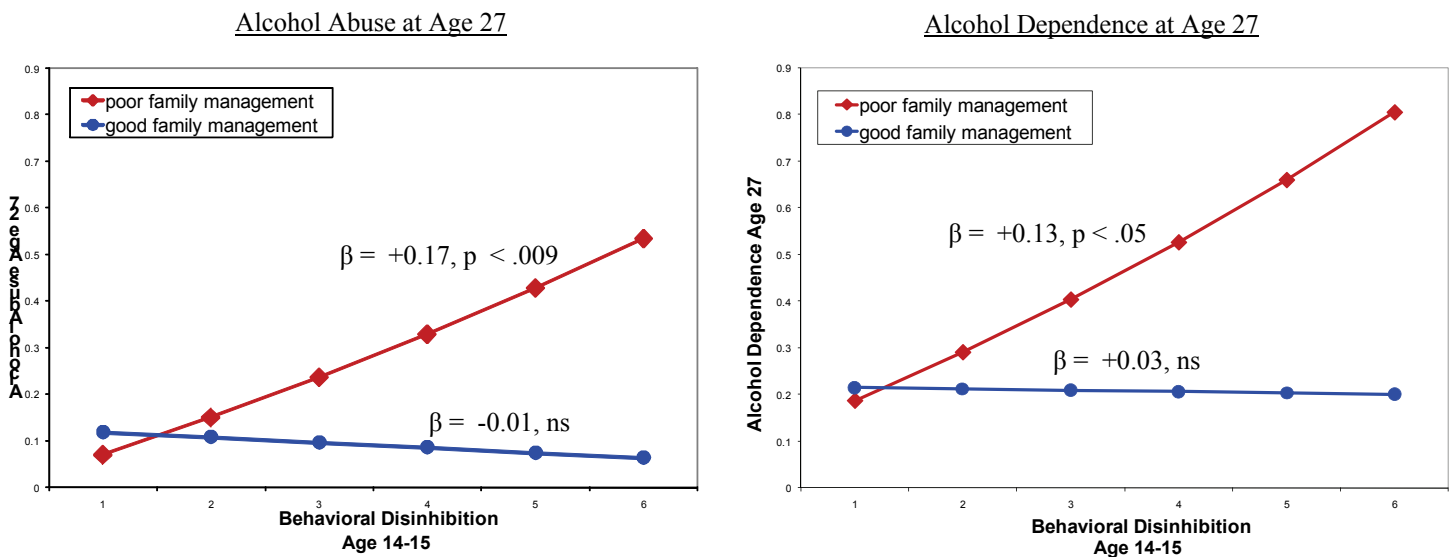 Alcohol Abuse at Age 27
0.9
0.8
0.7
0.6
0.5
0.4
0.3
0.2
0.1
0
poor family management
good family management
Alcohol Abuse Age 27
β = +0.17, p < .009
β = -0.01, ns
1 2 3 4 5 6
Behavioral Disinhibition
Age 14-15
Alcohol Dependence at Age 27
0.9
0.8
0.7
0.6
0.5
0.4
0.3
0.2
0.1
0
poor family management
good family management
Alcohol Dependence Age 27
β = +0.13, p < .05
β = +0.03, ns
1 2 3 4 5 6
Behavioral Disinhibition
Age 14-15